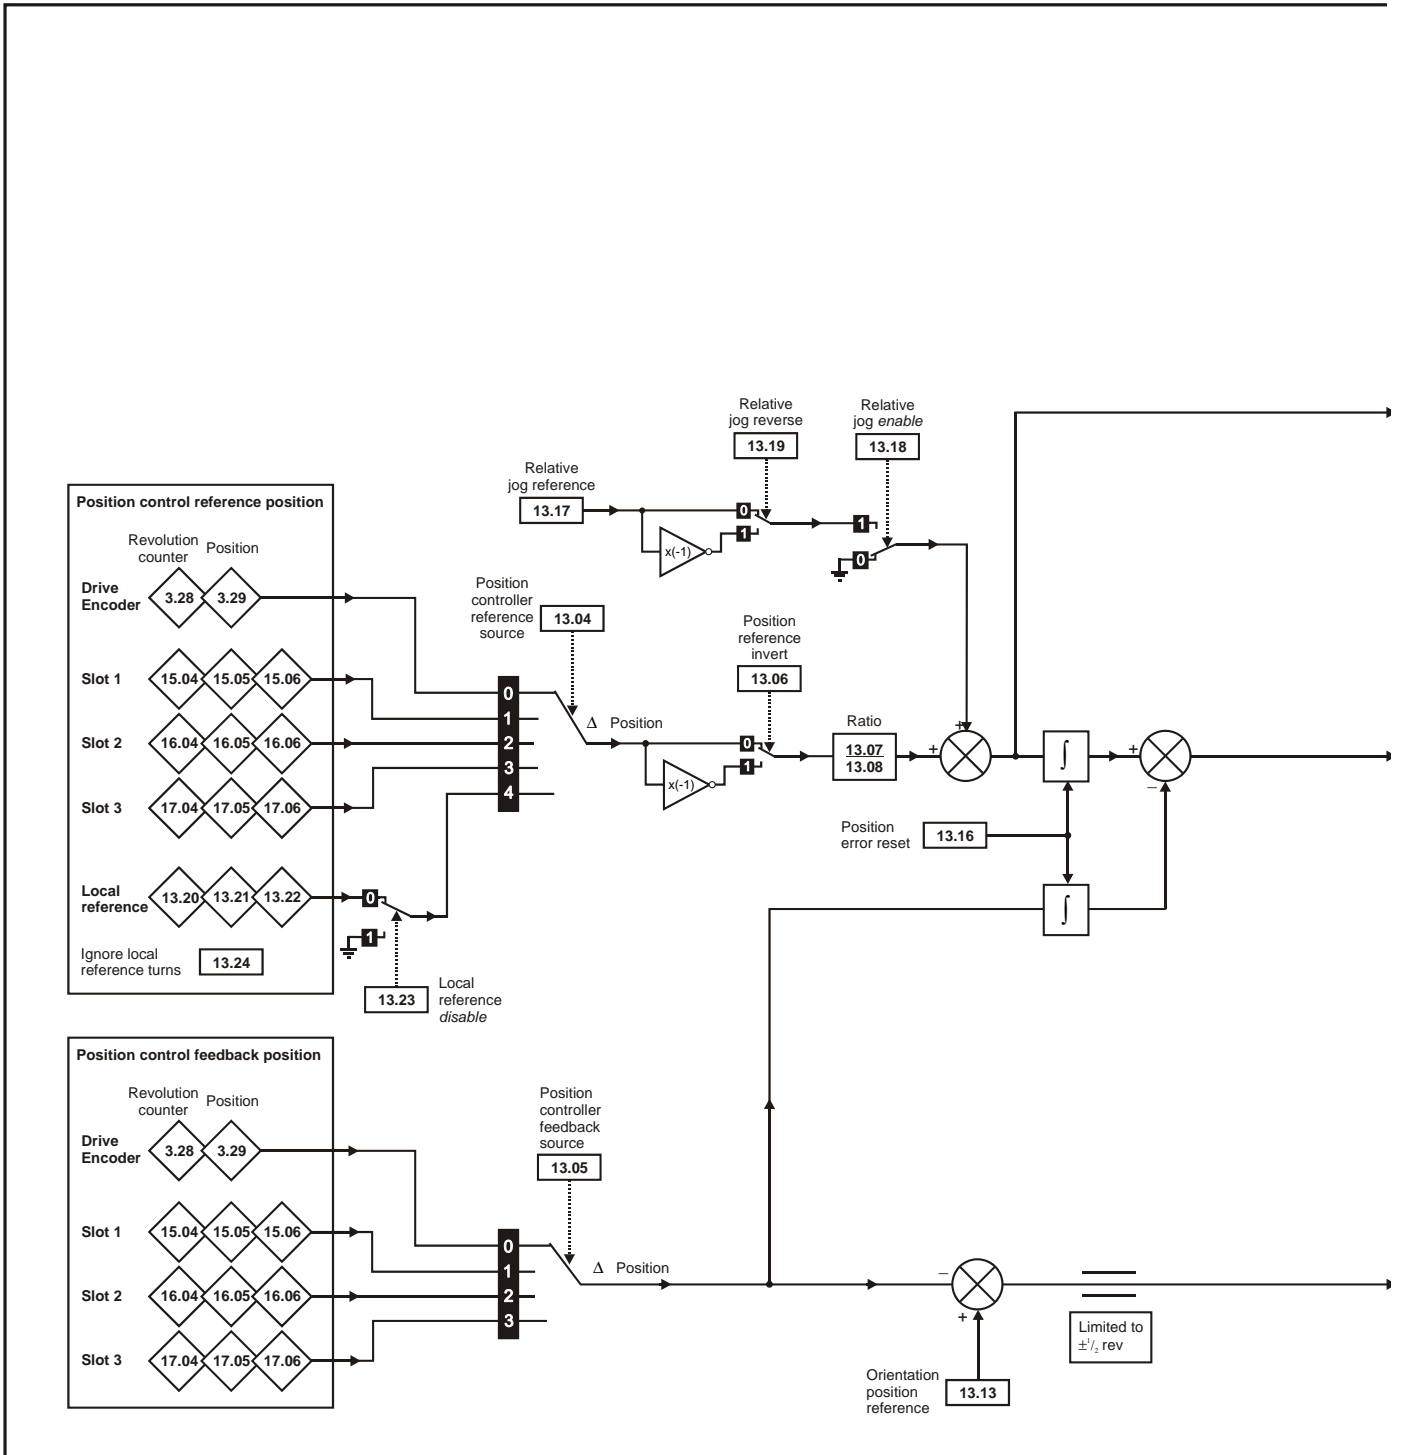 Relative
jog reverse
13.19
Relative
jog enable
13.18
Relative
jog reference
13.17
0
1
x(-1)
1
0
Position control reference position
Revolution
counter
Position
Drive
Encoder
3.28
3.29
Slot 1
15.04
15.05
15.06
Slot 2
16.04
16.05
16.06
Slot 3
17.04
17.05
17.06
Local
reference
13.20
13.21
13.22
Ignore local
reference turns
13.24
0
1
13.23
Local
reference
disable
Position
controller
reference
source
13.04
0
1
2
3
4
Δ Position
Position
reference
invert
13.06
0
1
x(-1)
Ratio
13.07
13.08
+
+
∫
+
−
Position
error reset
13.16
∫
Position control feedback position
Revolution
counter
Position
Drive
Encoder
3.28
3.29
Slot 1
15.04
15.05
15.06
Slot 2
16.04
16.05
16.06
Slot 3
17.04
17.05
17.06
Position
controller
feedback
source
13.05
0
1
2
3
Δ Position
−
+
Limited to
±1/2 rev
Orientation
position
reference
13.13